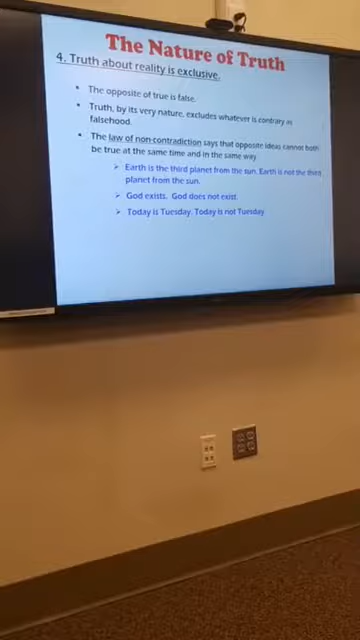 The Nature of Truth
4. Truth about reality is exclusive.
• The opposite of true is false.
• Truth, by its very nature, excludes whatever is contrary as
falsehood.
• The law of non-contradiction says that opposite ideas cannot both
be true at the same time and in the same way.
➢ Earth is the third planet from the sun. Earth is not the third
planet from the sun.
➢ God exists. God does not exist.
➢ Today is Tuesday. Today is not Tuesday